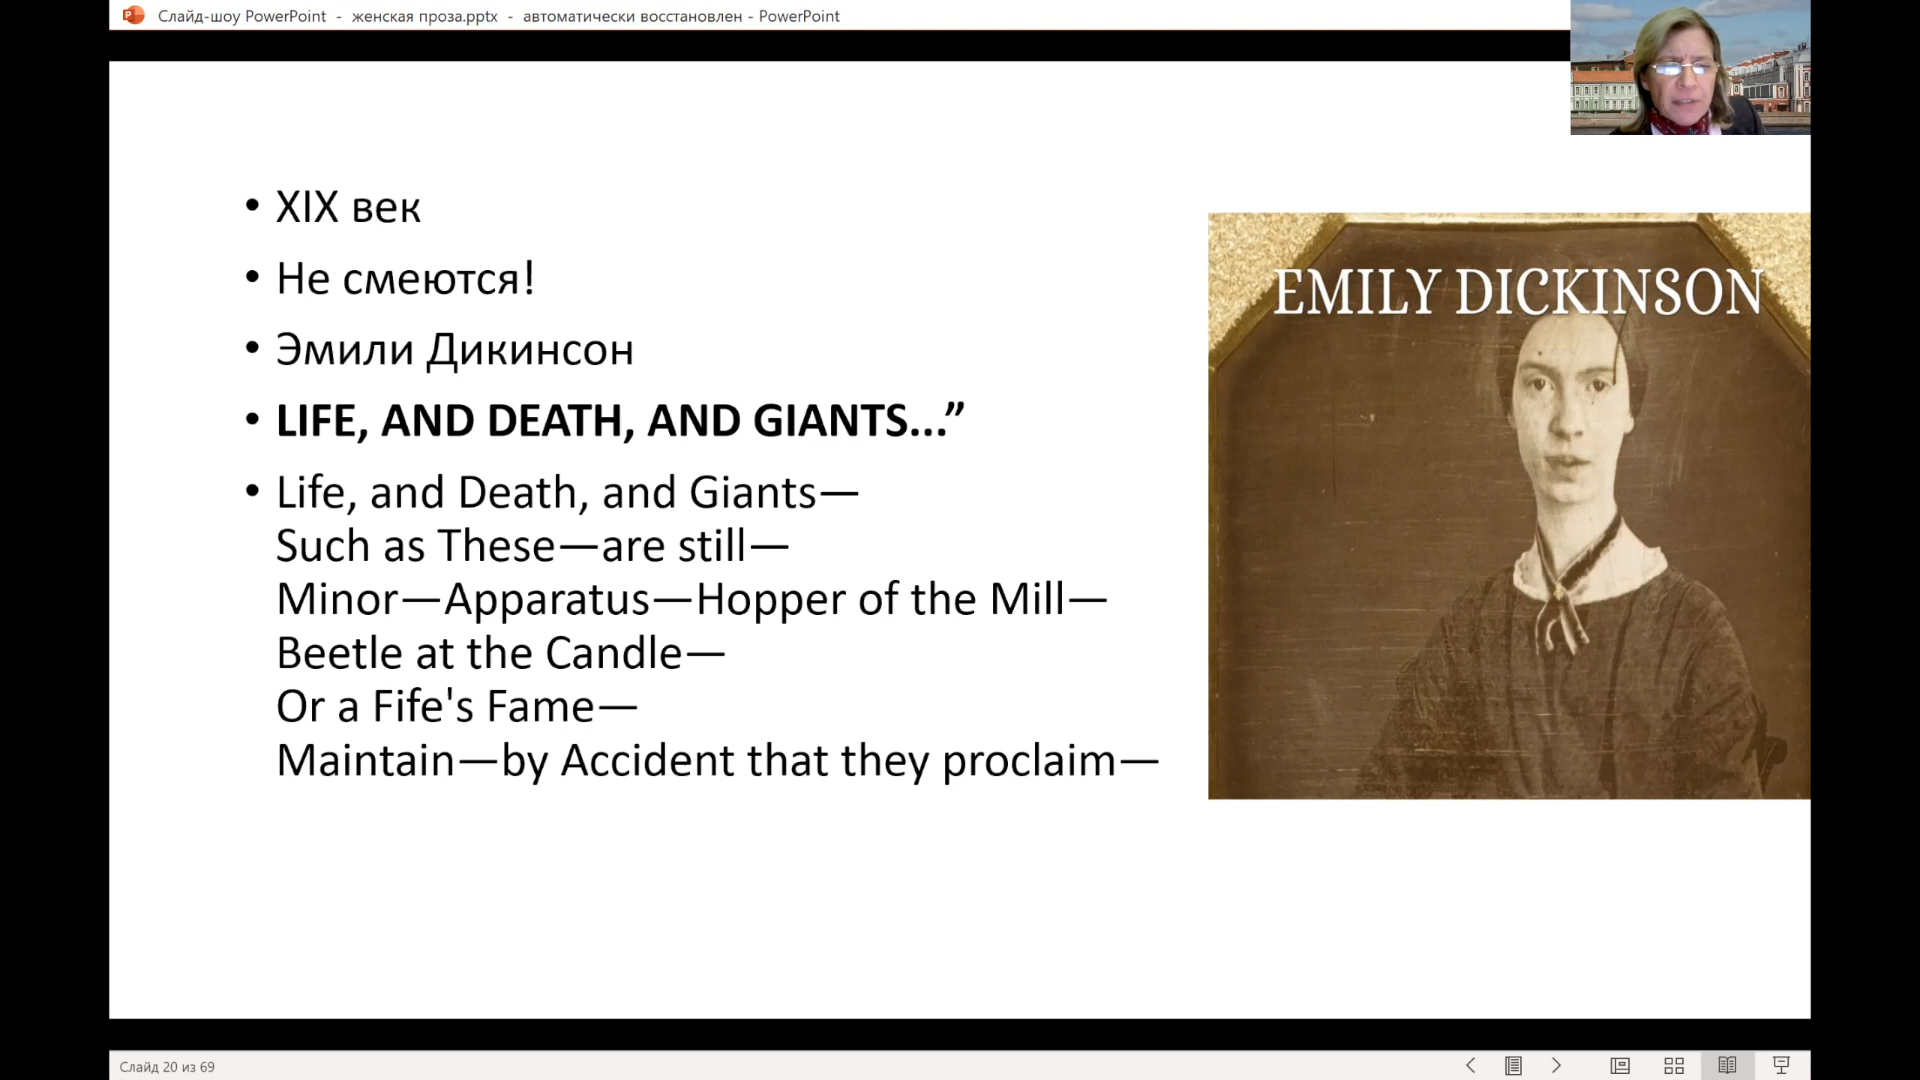 Слайд-шоу PowerPoint - женская проза.pptx - автоматически восстановлен - PowerPoint
• XIX век
• Не смеются!
• Эмили Дикинсон
• LIFE, AND DEATH, AND GIANTS...”
• Life, and Death, and Giants—
Such as These—are still—
Minor—Apparatus—Hopper of the Mill—
Beetle at the Candle—
Or a Fife's Fame—
Maintain—by Accident that they proclaim—
EMILY DICKINSON
Слайд 20 из 69